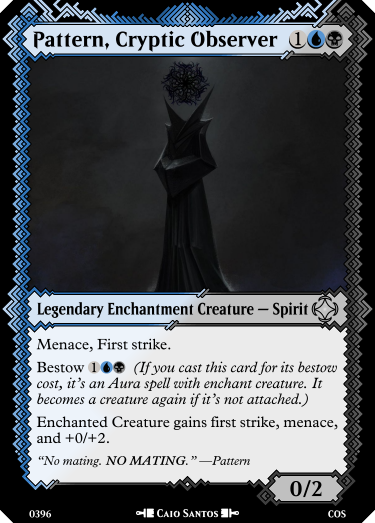 Pattern, Cryptic Observer 1
Legendary Enchantment Creature — Spirit
Menace, First strike.
Bestow 1 (If you cast this card for its bestow
cost, it's an Aura spell with enchant creature. It
becomes a creature again if it's not attached.)
Enchanted Creature gains first strike, menace,
and +0/+2.
"No mating. NO MATING." —Pattern
0/2
0396 Caio Santos COS